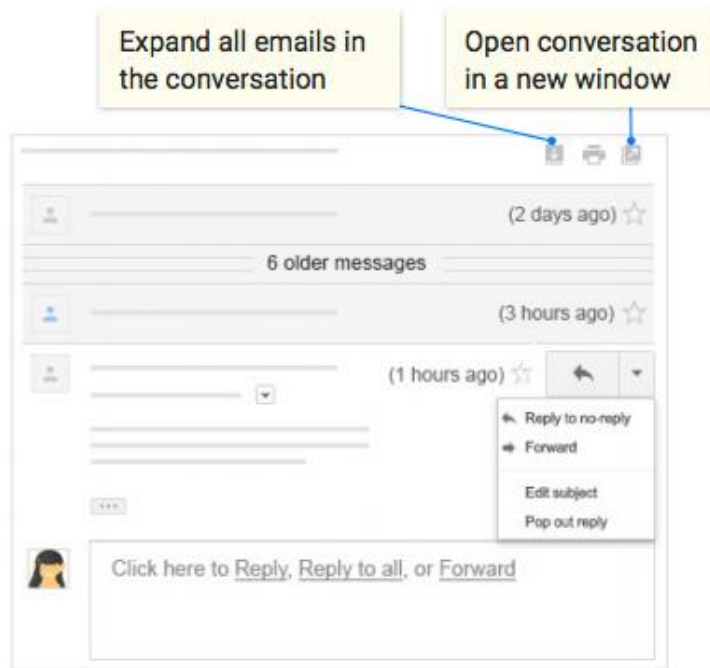 Expand all emails in
the conversation
Open conversation
in a new window
(2 days ago)
6 older messages
(3 hours ago)
(1 hours ago)
Reply to no-reply
Forward
Edit subject
Pop out reply
Click here to Reply, Reply to all, or Forward